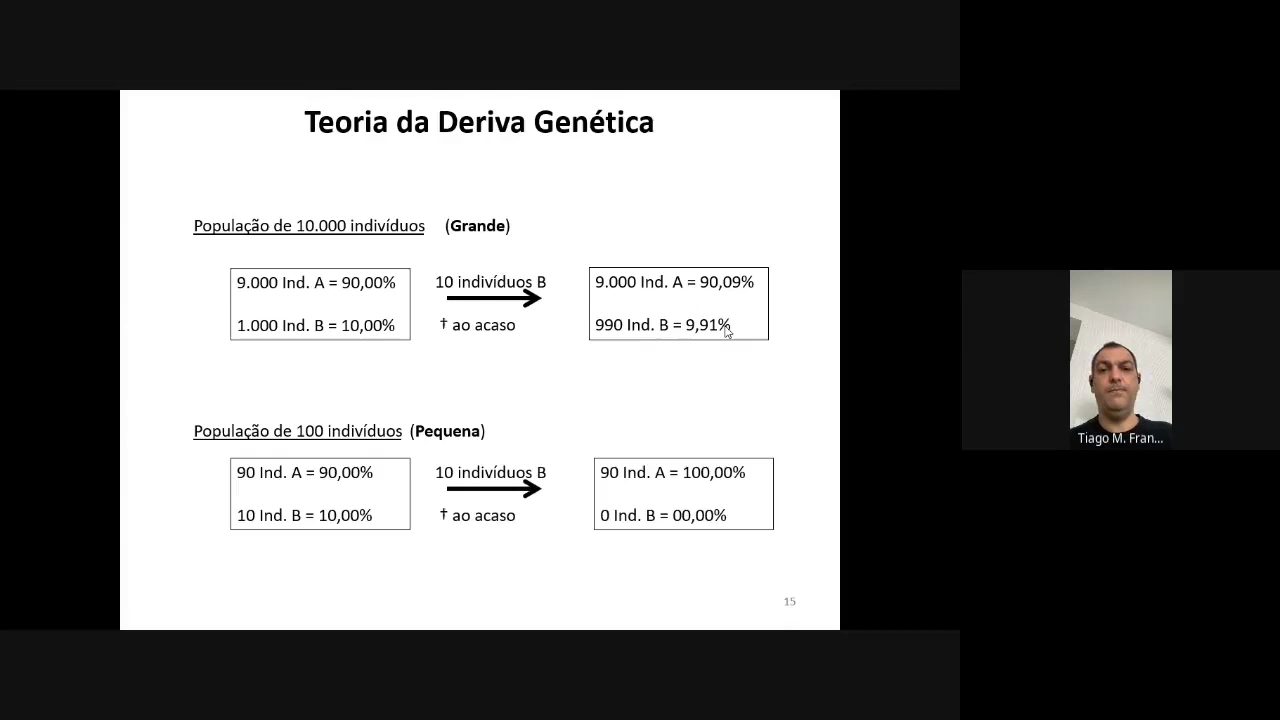 Teoria da Deriva Genética
População de 10.000 indivíduos (Grande)
9.000 Ind. A = 90,00%
1.000 Ind. B = 10,00%
10 indivíduos B
† ao acaso
9.000 Ind. A = 90,09%
990 Ind. B = 9,91%
População de 100 indivíduos (Pequena)
90 Ind. A = 90,00%
10 Ind. B = 10,00%
10 indivíduos B
† ao acaso
90 Ind. A = 100,00%
0 Ind. B = 00,00%
15
Tiago M. Fran...